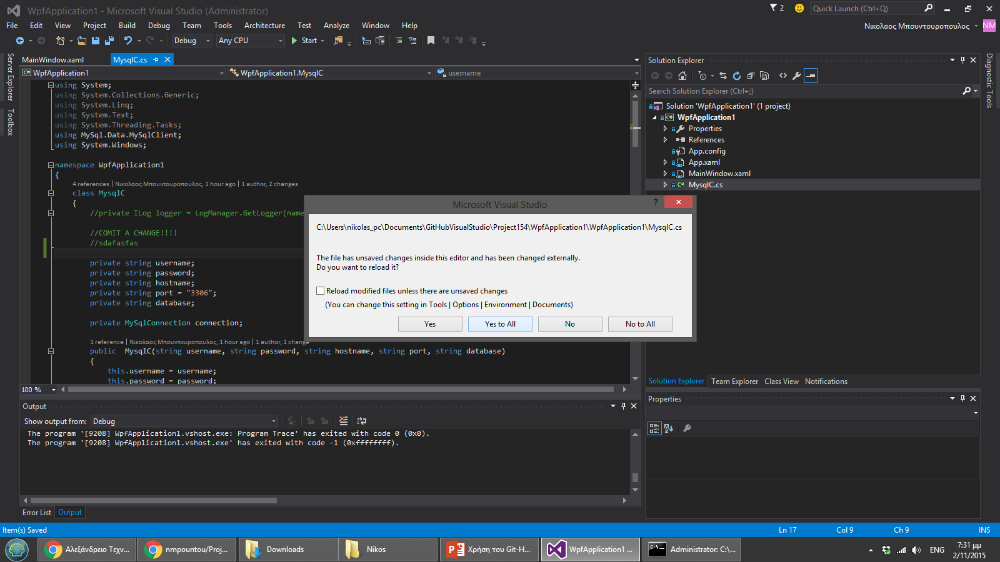 WpfApplication1 - Microsoft Visual Studio (Administrator)
2
Quick Launch (Ctrl+Q)
File Edit View Project Build Debug Team Tools Architecture Test Analyze Window Help
Νικολαος Μπουντουροπουλος
NM
Debug
Any CPU
Start
Server Explorer
Toolbox
MainWindow.xaml
MysqlC.cs
WpfApplication1
WpfApplication1.MysqlC
username
using System;
using System.Collections.Generic;
using System.Linq;
using System.Text;
using System.Threading.Tasks;
using MySql.Data.MySqlClient;
using System.Windows;
namespace WpfApplication1
{
4 references | Νικολαος Μπουντουροπουλος, 1 hour ago | 1 author, 2 changes
class MysqlC
{
//private ILog logger = LogManager.GetLogger(name
//COMIT A CHANGE!!!!
//sdafasfas
private string username;
private string password;
private string hostname;
private string port = "3306";
private string database;
private MySqlConnection connection;
1 reference | Νικολαος Μπουντουροπουλος, 1 hour ago | 1 author, 1 change
public  MysqlC(string username, string password, string hostname, string port, string database)
{
this.username = username;
this.password = password;
100 %
Microsoft Visual Studio
?
C:\Users\nikolas_pc\Documents\GitHubVisualStudio\Project154\WpfApplication1\WpfApplication1\MysqlC.cs
The file has unsaved changes inside this editor and has been changed externally.
Do you want to reload it?
Reload modified files unless there are unsaved changes
(You can change this setting in Tools | Options | Environment | Documents)
Yes
Yes to All
No
No to All
Solution Explorer
Search Solution Explorer (Ctrl+;)
Solution 'WpfApplication1' (1 project)
C# WpfApplication1
Properties
References
App.config
App.xaml
MainWindow.xaml
C# MysqlC.cs
Diagnostic Tools
Solution Explorer Team Explorer Class View Notifications
Properties
Output
Show output from: Debug
The program '[9208] WpfApplication1.vshost.exe: Program Trace' has exited with code 0 (0x0).
The program '[9208] WpfApplication1.vshost.exe' has exited with code -1 (0xffffffff).
Error List Output
Item(s) Saved
Ln 17
Col 9
Ch 9
INS
Αλεξάνδρειο Τεχν...
nmpountou/Proj...
Downloads
Nikos
Χρήση του Git-H...
WpfApplication1 ...
Administrator: C:\...
ENG
7:31 μμ
2/11/2015